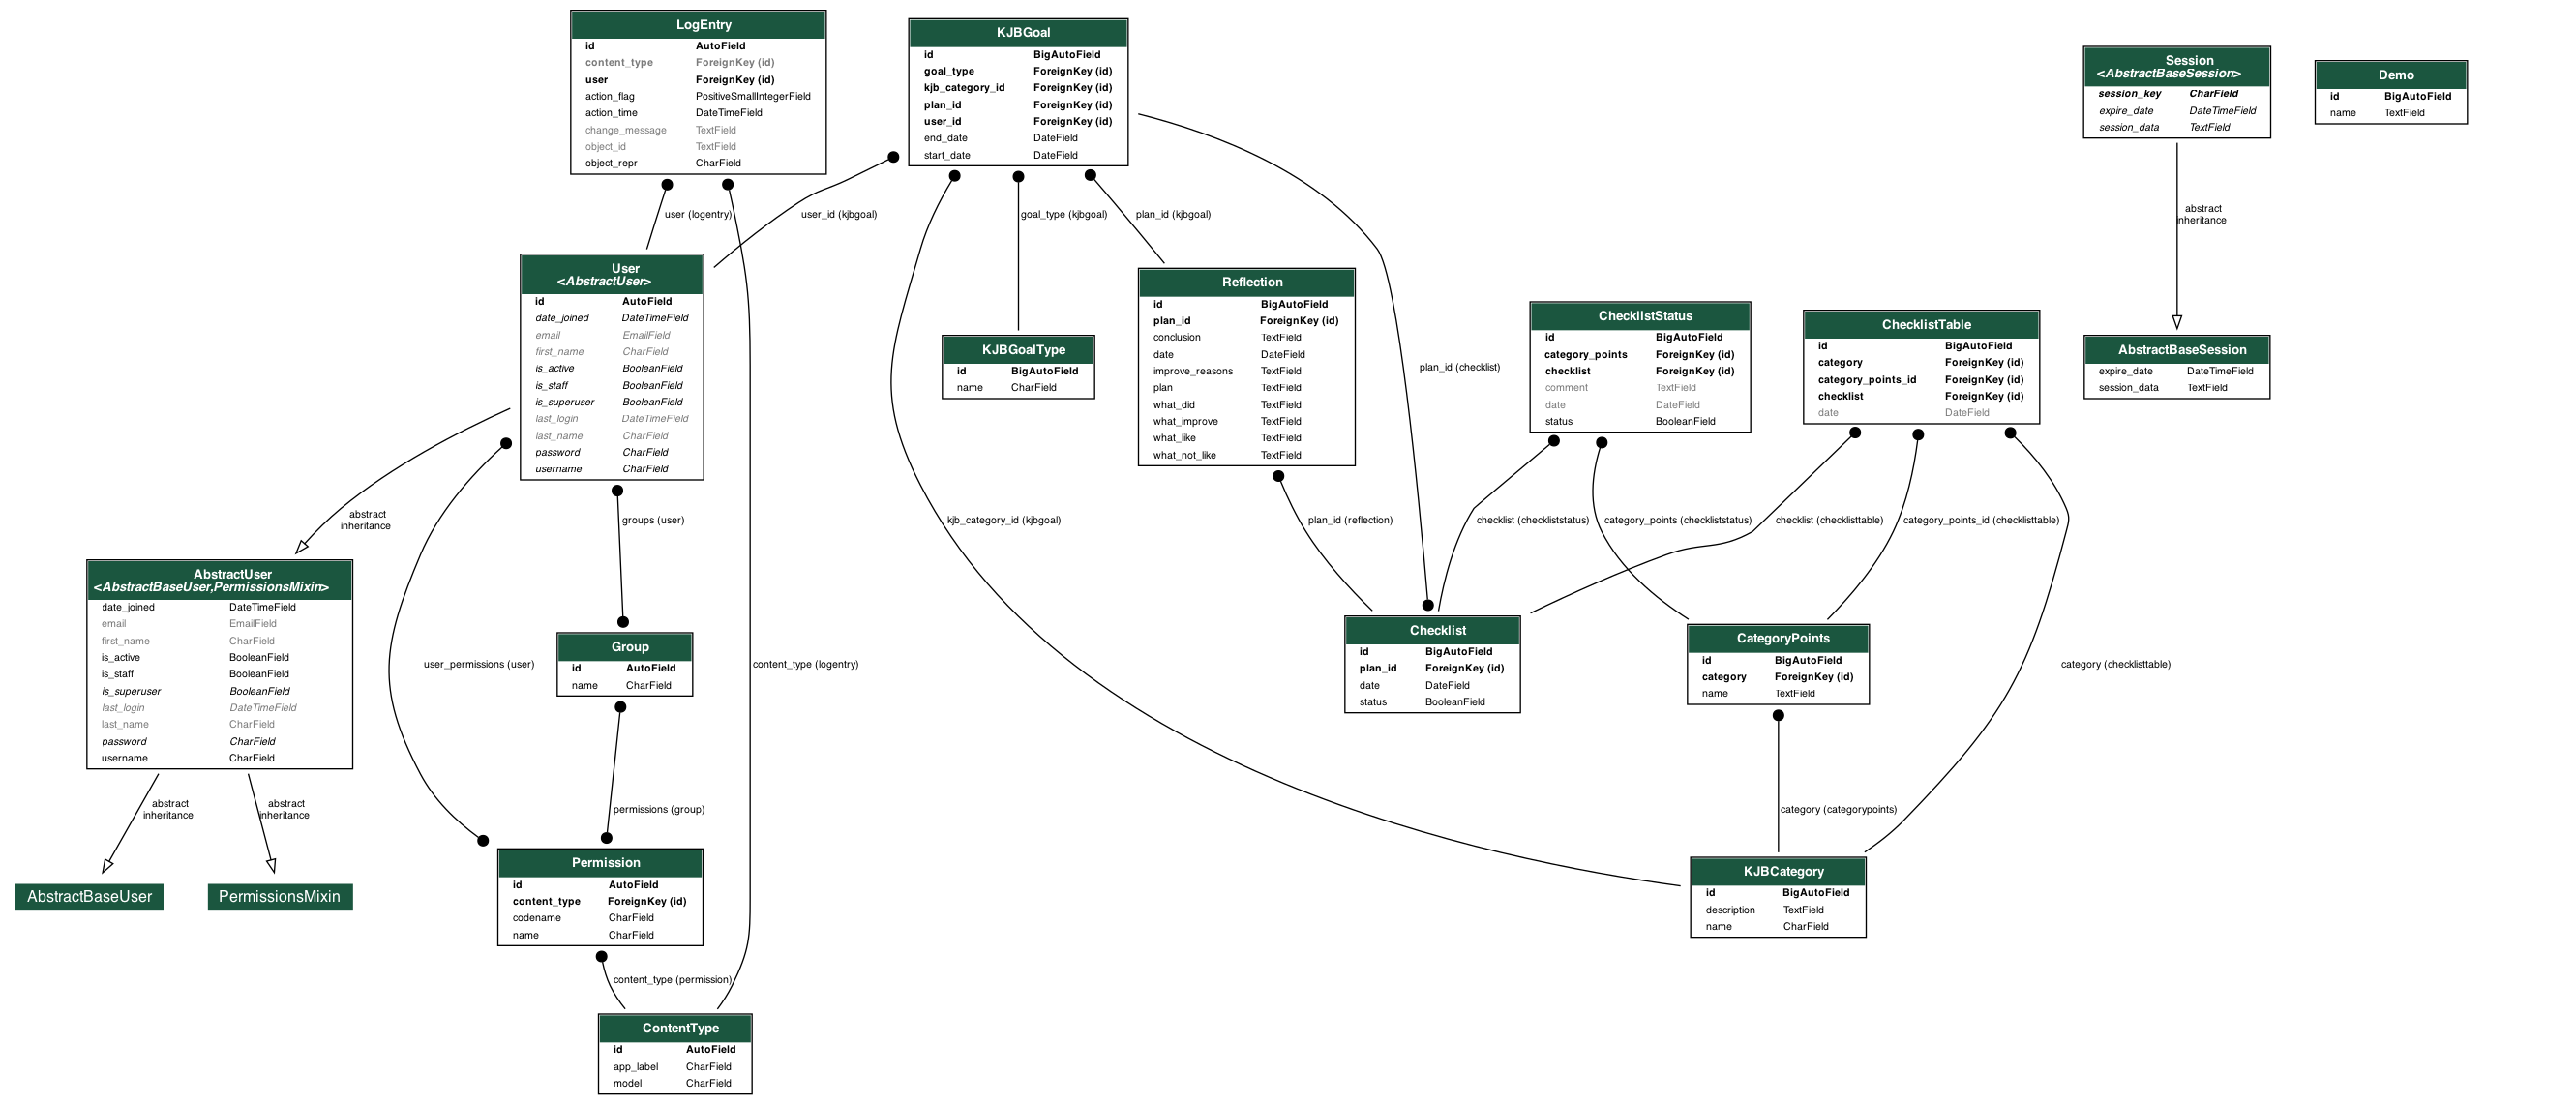 LogEntry
id AutoField
content_type ForeignKey (id)
user ForeignKey (id)
action_flag PositiveSmallIntegerField
action_time DateTimeField
change_message TextField
object_id TextField
object_repr CharField
KJBGoal
id BigAutoField
goal_type ForeignKey (id)
kjb_category_id ForeignKey (id)
plan_id ForeignKey (id)
user_id ForeignKey (id)
end_date DateField
start_date DateField
Session
<AbstractBaseSession>
session_key CharField
expire_date DateTimeField
session_data TextField
Demo
id BigAutoField
name TextField
user (logentry)
user_id (kjbgoal)
goal_type (kjbgoal)
plan_id (kjbgoal)
abstract
inheritance
User
<AbstractUser>
id AutoField
date_joined DateTimeField
email EmailField
first_name CharField
is_active BooleanField
is_staff BooleanField
is_superuser BooleanField
last_login DateTimeField
last_name CharField
password CharField
username CharField
KJBGoalType
id BigAutoField
name CharField
Reflection
id BigAutoField
plan_id ForeignKey (id)
conclusion TextField
date DateField
improve_reasons TextField
plan TextField
what_did TextField
what_improve TextField
what_like TextField
what_not_like TextField
plan_id (checklist)
ChecklistStatus
id BigAutoField
category_points ForeignKey (id)
checklist ForeignKey (id)
comment TextField
date DateField
status BooleanField
ChecklistTable
id BigAutoField
category ForeignKey (id)
category_points_id ForeignKey (id)
checklist ForeignKey (id)
date DateField
AbstractBaseSession
expire_date DateTimeField
session_data TextField
abstract
inheritance
groups (user)
kjb_category_id (kjbgoal)
plan_id (reflection)
checklist (checkliststatus)
category_points (checkliststatus)
checklist (checklisttable)
category_points_id (checklisttable)
AbstractUser
<AbstractBaseUser,PermissionsMixin>
date_joined DateTimeField
email EmailField
first_name CharField
is_active BooleanField
is_staff BooleanField
is_superuser BooleanField
last_login DateTimeField
last_name CharField
password CharField
username CharField
user_permissions (user)
Group
id AutoField
name CharField
content_type (logentry)
Checklist
id BigAutoField
plan_id ForeignKey (id)
date DateField
status BooleanField
CategoryPoints
id BigAutoField
category ForeignKey (id)
name TextField
category (checklisttable)
abstract
inheritance
abstract
inheritance
permissions (group)
category (categorypoints)
AbstractBaseUser
PermissionsMixin
Permission
id AutoField
content_type ForeignKey (id)
codename CharField
name CharField
KJBCategory
id BigAutoField
description TextField
name CharField
content_type (permission)
ContentType
id AutoField
app_label CharField
model CharField